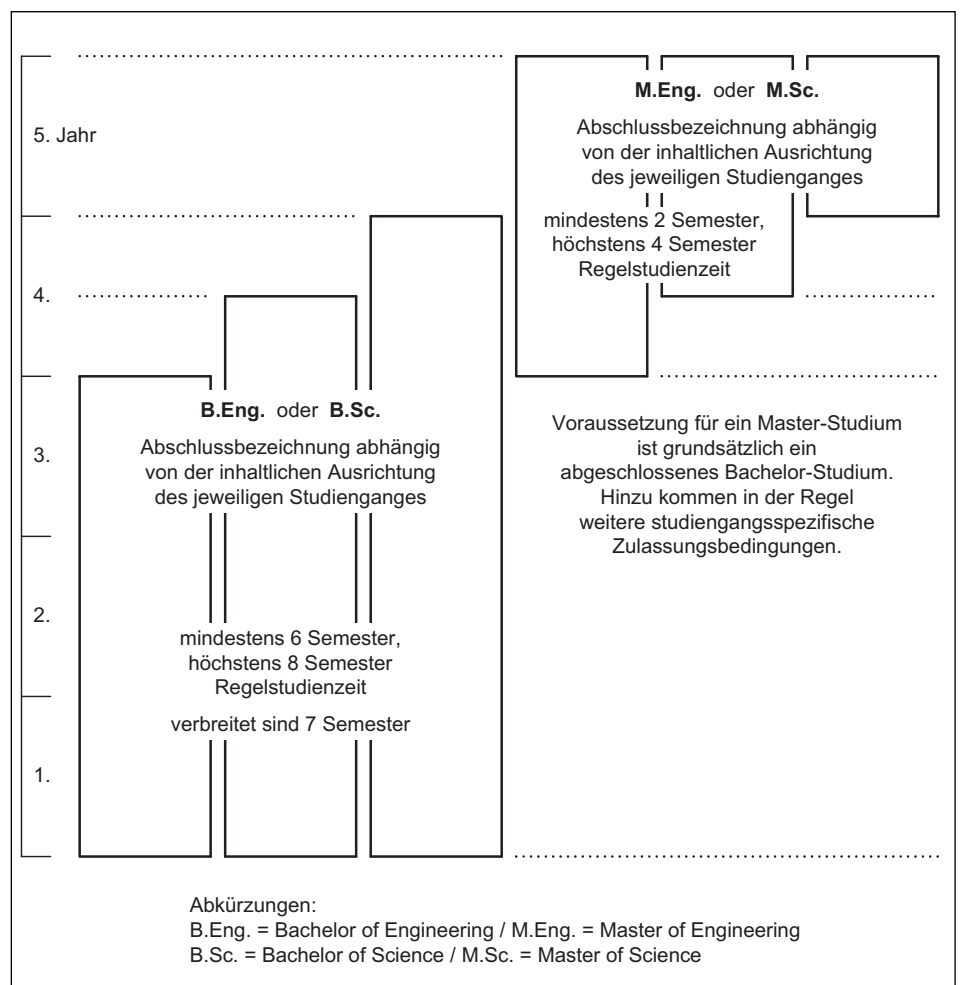 M.Eng. oder M.Sc.
5. Jahr
Abschlussbezeichnung abhängig
von der inhaltlichen Ausrichtung
des jeweiligen Studienganges
mindestens 2 Semester,
höchstens 4 Semester
Regelstudienzeit
4.
B.Eng. oder B.Sc.
Abschlussbezeichnung abhängig
von der inhaltlichen Ausrichtung
des jeweiligen Studienganges
3.
Voraussetzung für ein Master-Studium
ist grundsätzlich ein
abgeschlossenes Bachelor-Studium.
Hinzu kommen in der Regel
weitere studiengangsspezifische
Zulassungsbedingungen.
2.
mindestens 6 Semester,
höchstens 8 Semester
Regelstudienzeit
verbreitet sind 7 Semester
1.
Abkürzungen:
B.Eng. = Bachelor of Engineering / M.Eng. = Master of Engineering
B.Sc. = Bachelor of Science / M.Sc. = Master of Science